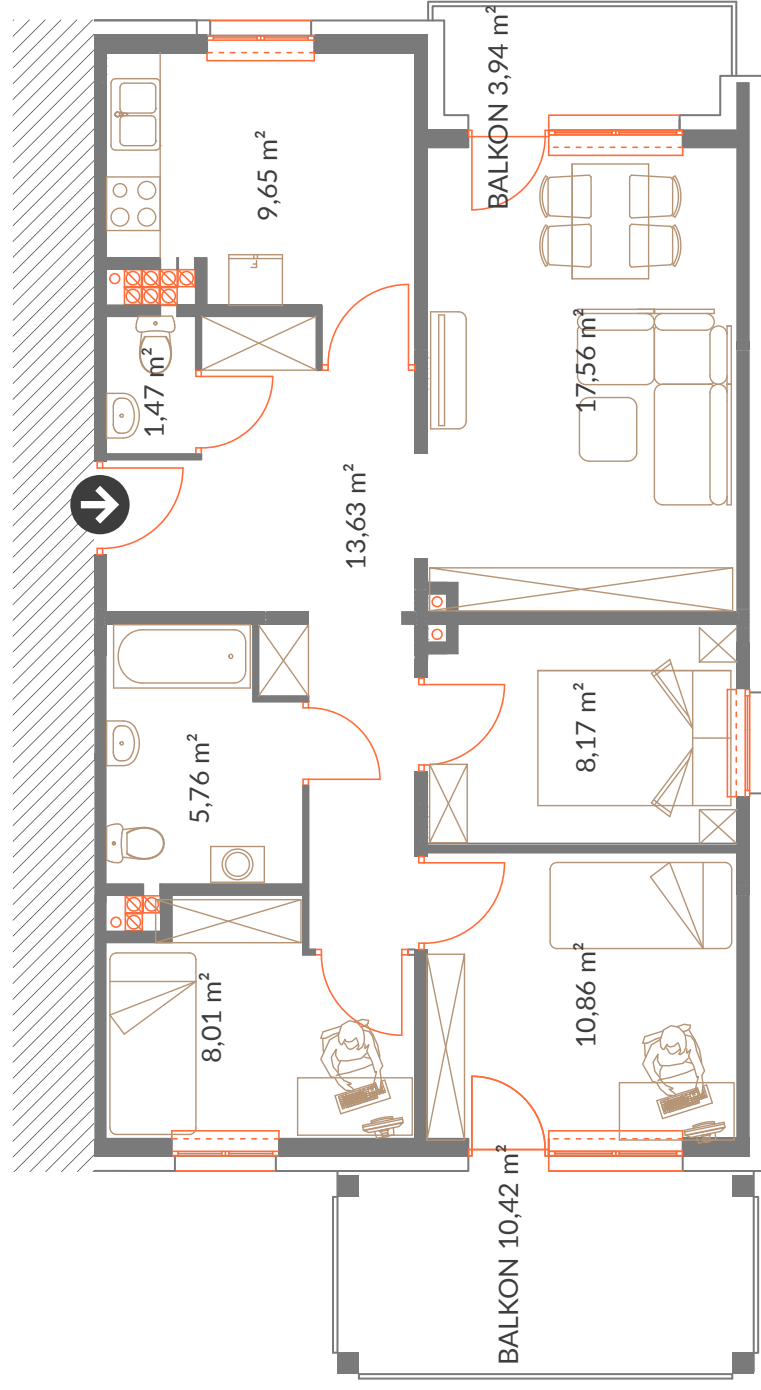 BALKON 3,94 m²
9,65 m²
17,56 m²
1,47 m²
13,63 m²
8,17 m²
5,76 m²
10,86 m²
8,01 m²
BALKON 10,42 m²